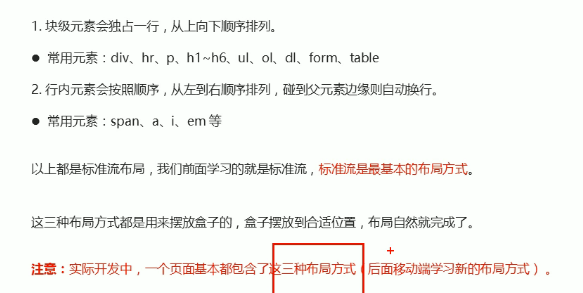 1. 块级元素会独占一行，从上向下顺序排列。
● 常用元素：div、hr、p、h1~h6、ul、ol、dl、form、table
2. 行内元素会按照顺序，从左到右顺序排列，碰到父元素边缘则自动换行。
● 常用元素：span、a、i、em 等
以上都是标准流布局，我们前面学习的就是标准流，标准流是最基本的布局方式。
这三种布局方式都是用来摆放盒子的，盒子摆放到合适位置，布局自然就完成了。
注意：实际开发中，一个页面基本都包含了这三种布局方式（后面移动端学习新的布局方式）。